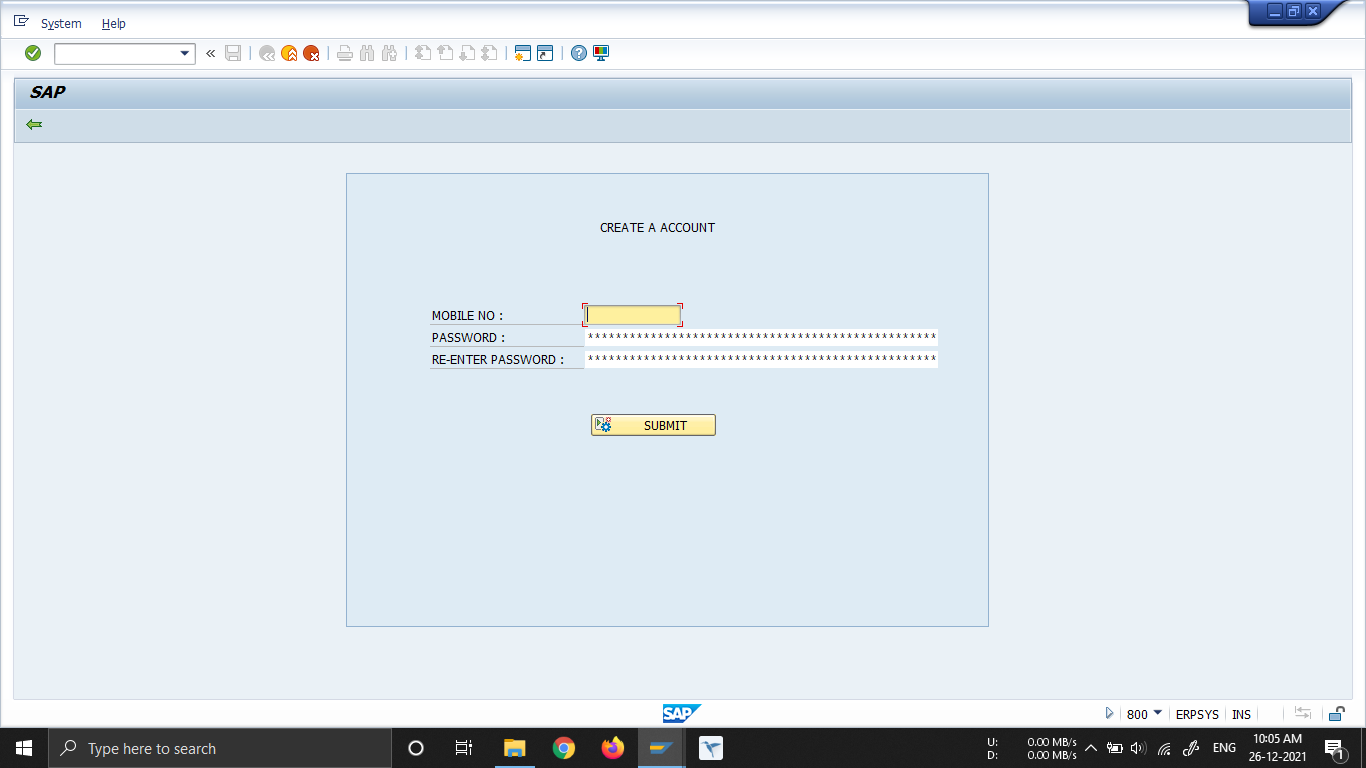 System Help
SAP
CREATE A ACCOUNT
MOBILE NO :
PASSWORD : **************************************************
RE-ENTER PASSWORD : **************************************************
SUBMIT
SAP
800 ERPSYS INS
Type here to search
U: 0.00 MB/s
D: 0.00 MB/s
ENG
10:05 AM
26-12-2021
1